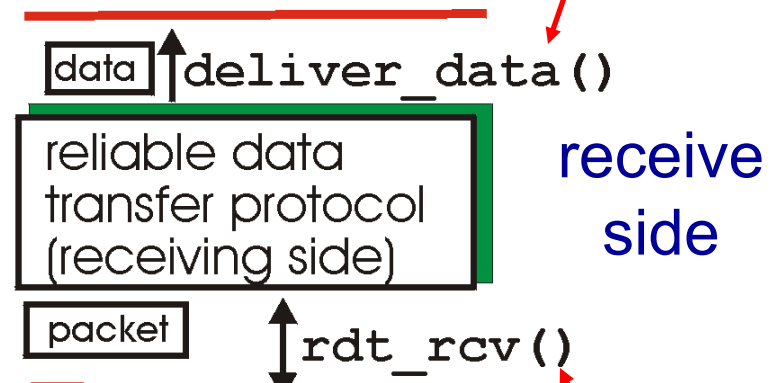 data deliver_data()
reliable data
transfer protocol
(receiving side)
receive
side
packet rdt_rcv()